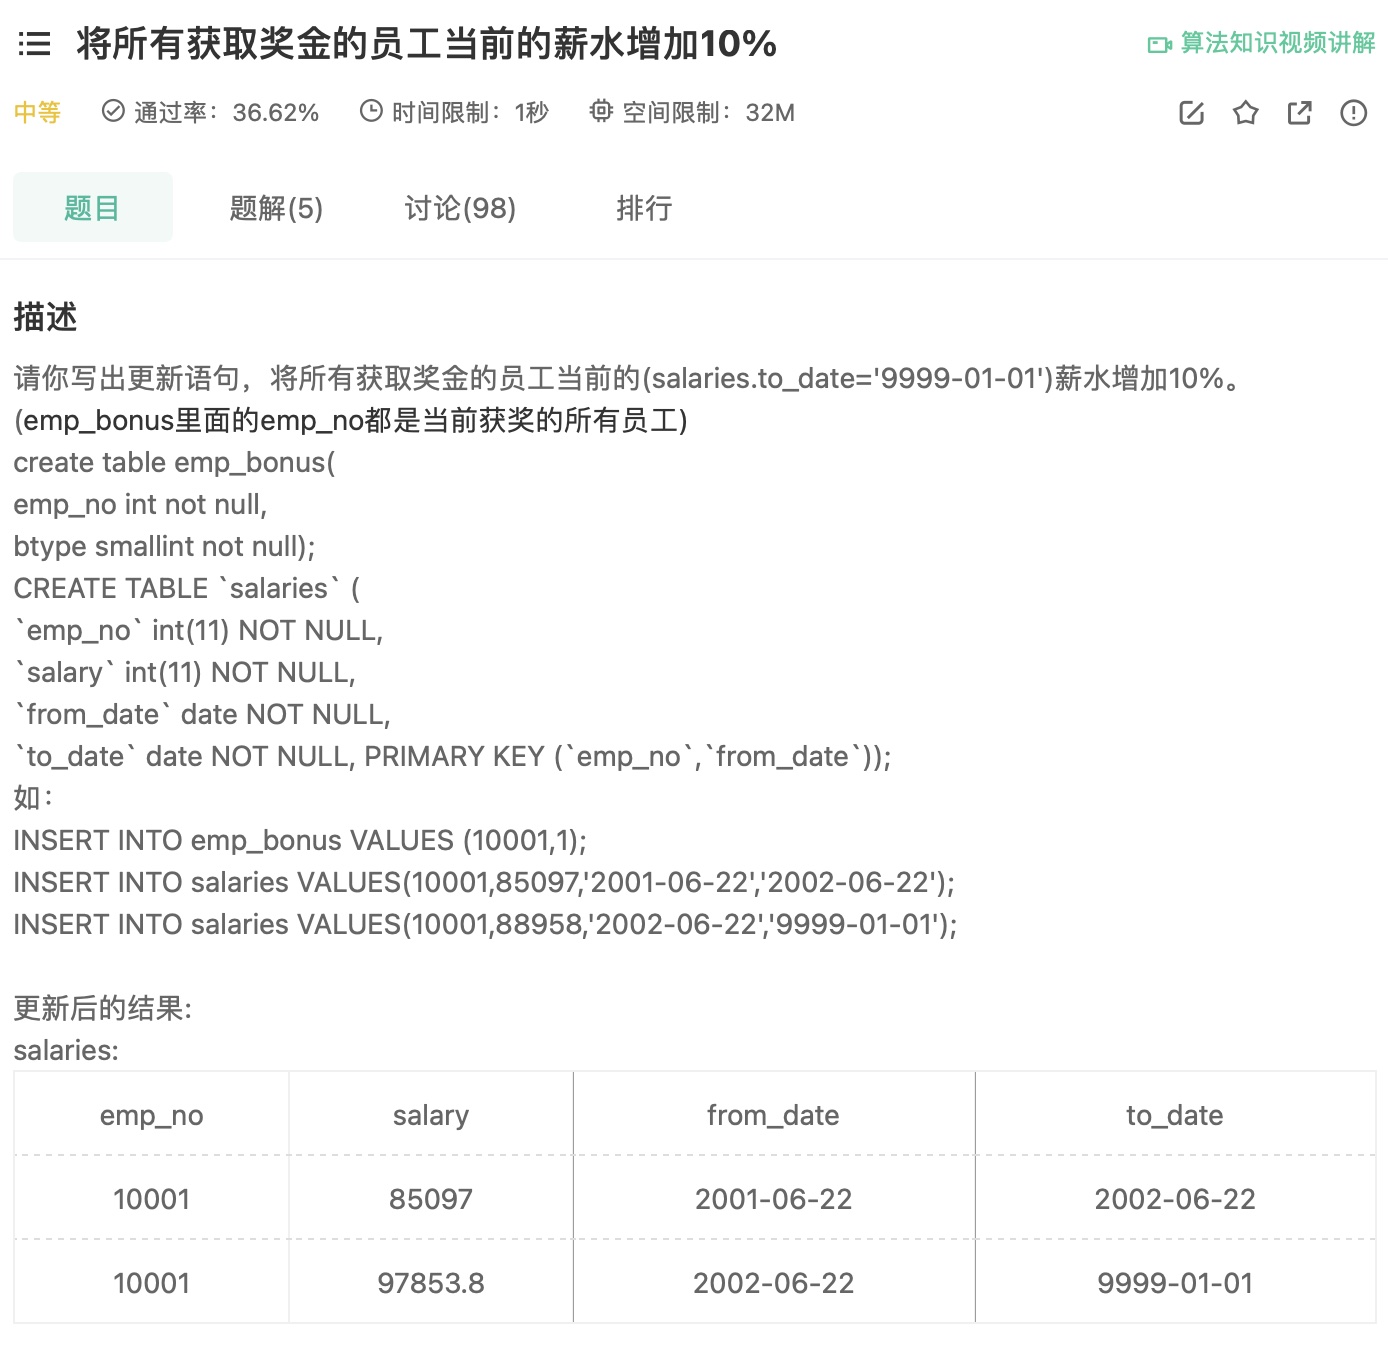 将所有获取奖金的员工当前的薪水增加10%
算法知识视频讲解
中等 通过率：36.62% 时间限制：1秒 空间限制：32M
题目 题解(5) 讨论(98) 排行
描述
请你写出更新语句，将所有获取奖金的员工当前的(salaries.to_date='9999-01-01')薪水增加10%。
(emp_bonus里面的emp_no都是当前获奖的所有员工)
create table emp_bonus(
emp_no int not null,
btype smallint not null);
CREATE TABLE `salaries` (
`emp_no` int(11) NOT NULL,
`salary` int(11) NOT NULL,
`from_date` date NOT NULL,
`to_date` date NOT NULL, PRIMARY KEY (`emp_no`,`from_date`));
如：
INSERT INTO emp_bonus VALUES (10001,1);
INSERT INTO salaries VALUES(10001,85097,'2001-06-22','2002-06-22');
INSERT INTO salaries VALUES(10001,88958,'2002-06-22','9999-01-01');
更新后的结果:
salaries:
emp_no salary from_date to_date
10001 85097 2001-06-22 2002-06-22
10001 97853.8 2002-06-22 9999-01-01